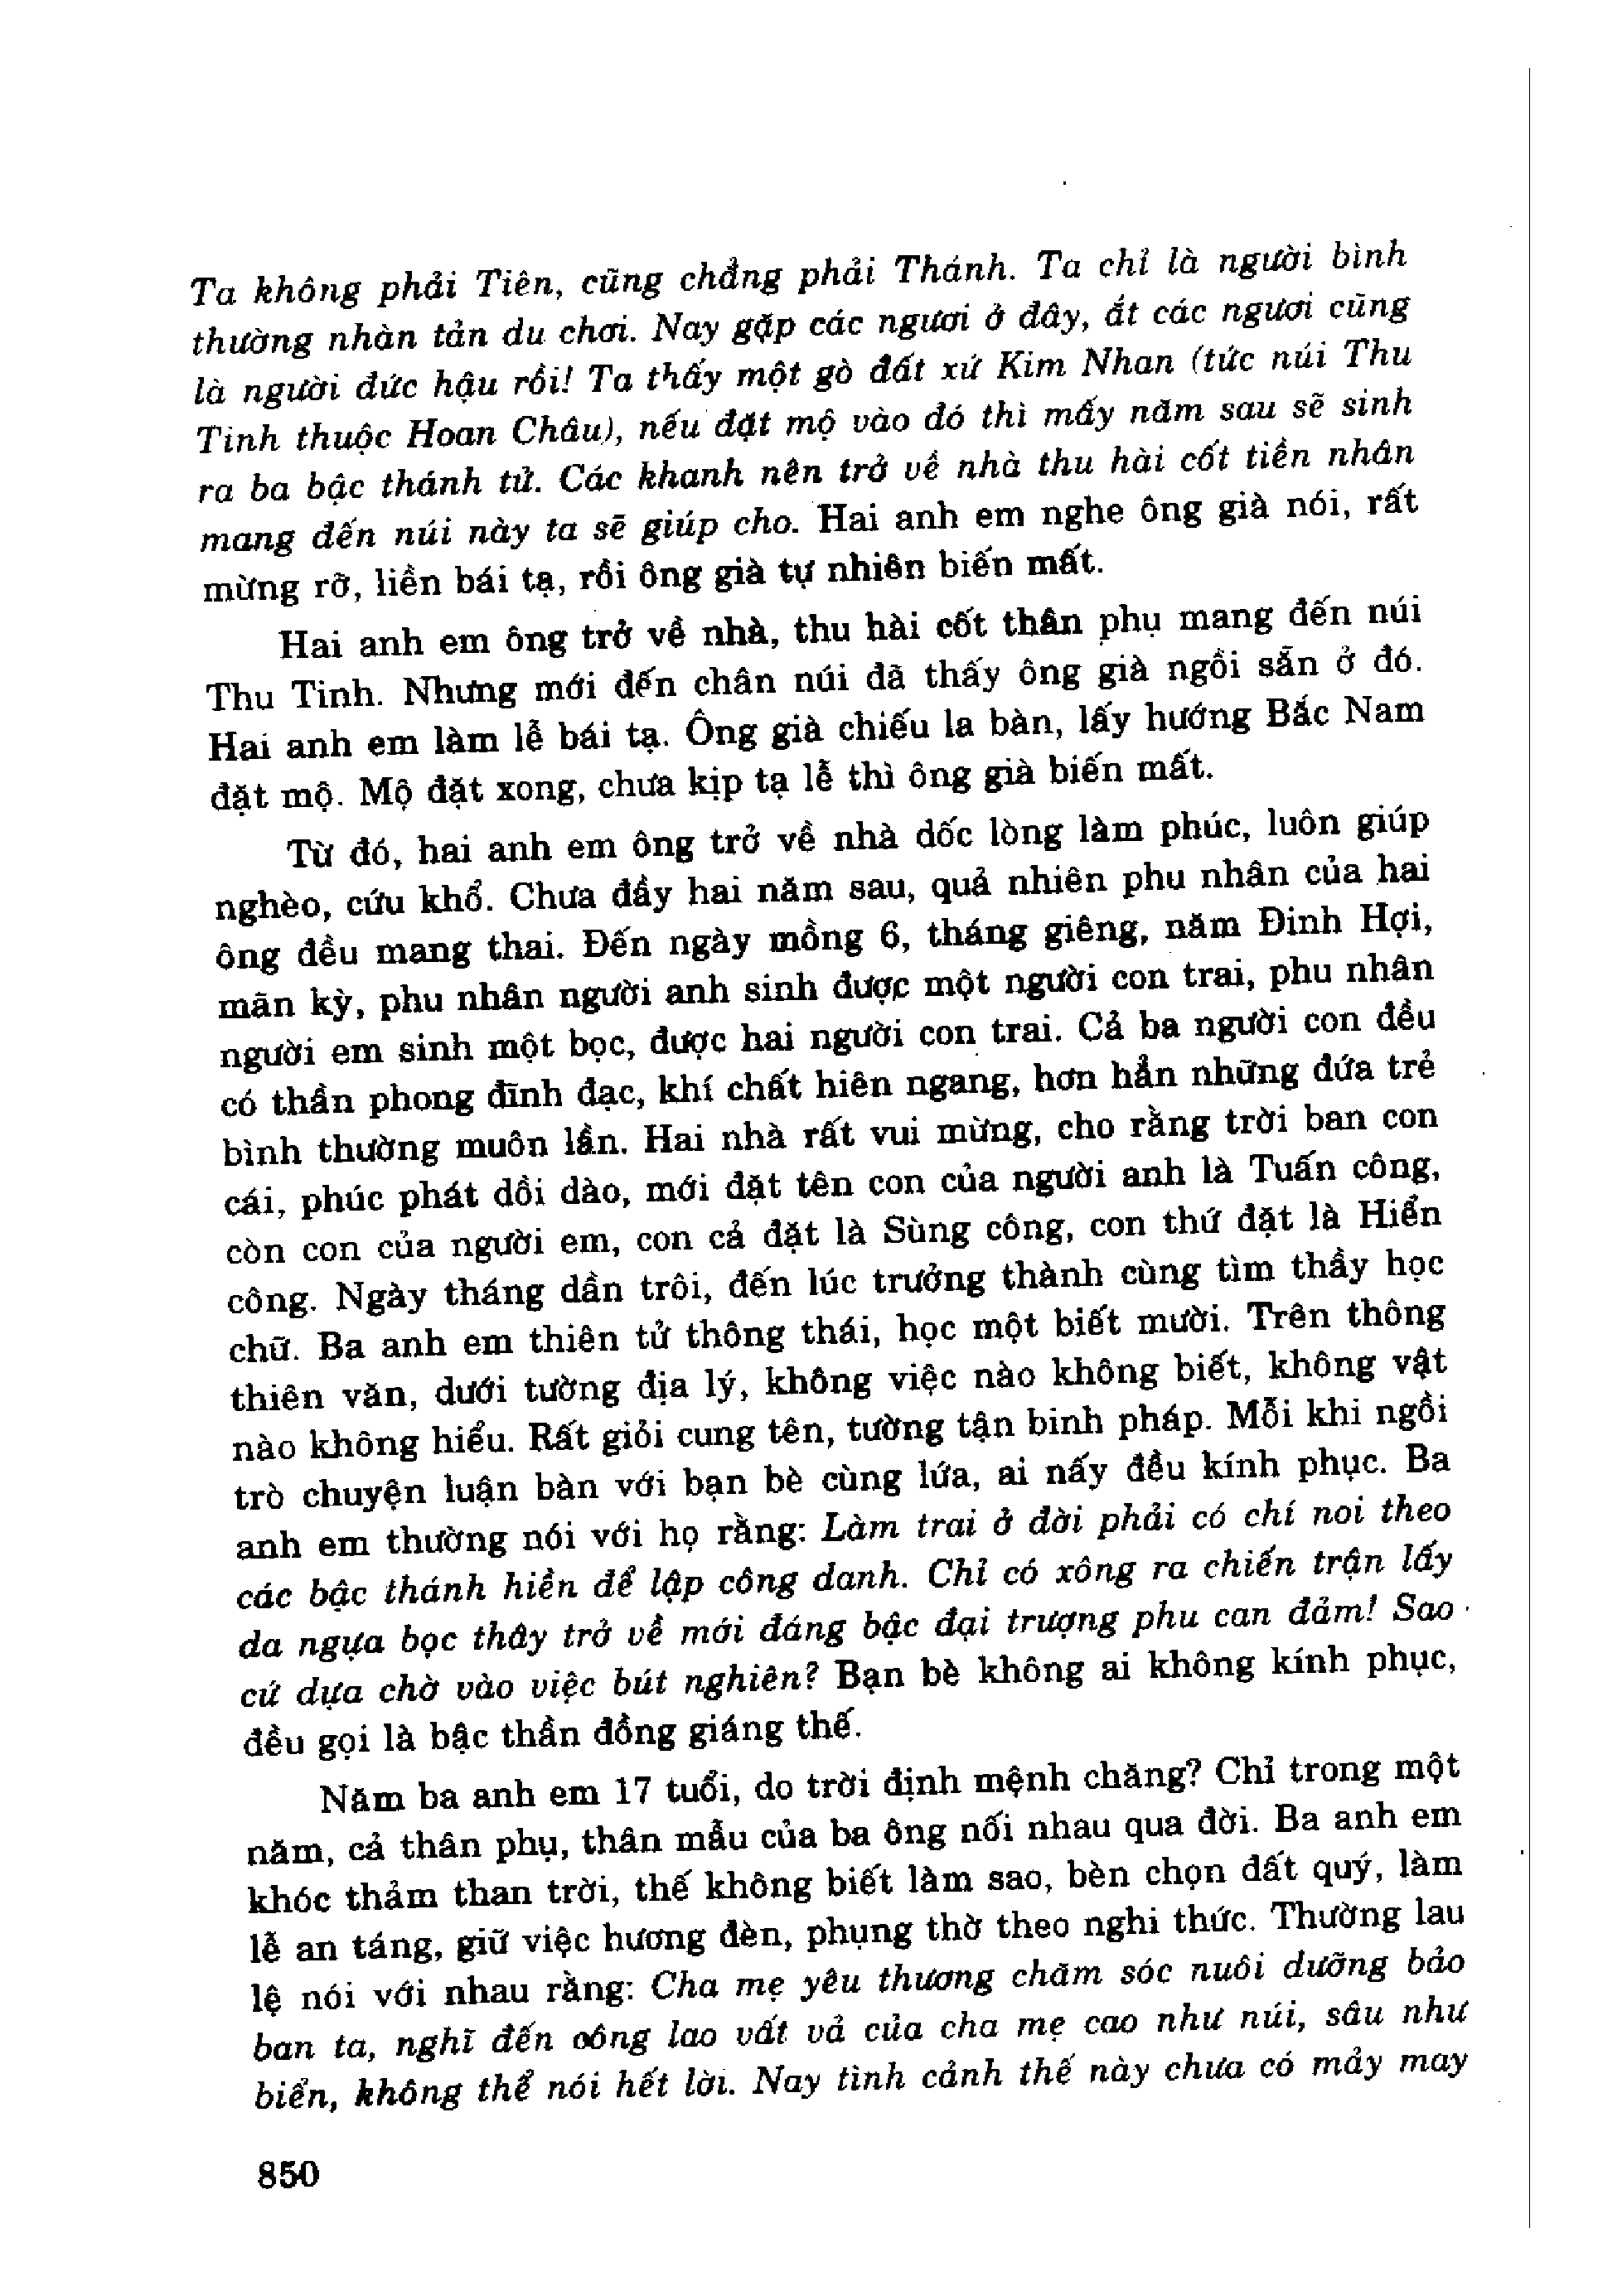 Ta không phải Tiên, cũng chẳng phải Thánh. Ta chỉ là người bình
thường nhàn tản du chơi. Nay gặp các ngươi ở đây, ắt các ngươi cũng
là người đức hậu rồi! Ta thấy một gò đất xứ Kim Nhan (tức núi Thu
Tinh thuộc Hoan Châu), nếu đặt mộ vào đó thì mấy năm sau sẽ sinh
ra ba bậc thánh tử. Các khanh nên trở về nhà thu hài cốt tiền nhân
mang đến núi này ta sẽ giúp cho. Hai anh em nghe ông già nói, rất
mừng rỡ, liền bái tạ, rồi ông già tự nhiên biến mất.
Hai anh em ông trở về nhà, thu hài cốt thân phụ mang đến núi
Thu Tinh. Nhưng mới đến chân núi đã thấy ông già ngồi sẵn ở đó.
Hai anh em làm lễ bái tạ. Ông già chiếu la bàn, lấy hướng Bắc Nam
đặt mộ. Mộ đặt xong, chưa kịp tạ lễ thì ông già biến mất.
Từ đó, hai anh em ông trở về nhà dốc lòng làm phúc, luôn giúp
nghèo, cứu khổ. Chưa đầy hai năm sau, quả nhiên phu nhân của hai
ông đều mang thai. Đến ngày mồng 6, tháng giêng, năm Đinh Hợi,
mãn kỳ, phu nhân người anh sinh được một người con trai, phu nhân
người em sinh một bọc, được hai người con trai. Cả ba người con đều
có thần phong đĩnh đạc, khí chất hiên ngang, hơn hẳn những đứa trẻ
bình thường muôn lần. Hai nhà rất vui mừng, cho rằng trời ban con
cái, phúc phát dồi dào, mới đặt tên con của người anh là Tuấn công,
còn con của người em, con cả đặt là Sùng công, con thứ đặt là Hiển
công. Ngày tháng dần trôi, đến lúc trưởng thành cùng tìm thầy học
chữ. Ba anh em thiên tử thông thái, học một biết mười. Trên thông
thiên văn, dưới tường địa lý, không việc nào không biết, không vật
nào không hiểu. Rất giỏi cung tên, tường tận binh pháp. Mỗi khi ngồi
trò chuyện luận bàn với bạn bè cùng lứa, ai nấy đều kính phục. Ba
anh em thường nói với họ rằng: Làm trai ở đời phải có chí noi theo
các bậc thánh hiền để lập công danh. Chỉ có xông ra chiến trận lấy
da ngựa bọc thây trở về mới đáng bậc đại trượng phu can đảm! Sao
cứ dựa chờ vào việc bút nghiên? Bạn bè không ai không kính phục,
đều gọi là bậc thần đồng giáng thế.
Năm ba anh em 17 tuổi, do trời định mệnh chăng? Chỉ trong một
năm, cả thân phụ, thân mẫu của ba ông nối nhau qua đời. Ba anh em
khóc thảm than trời, thế không biết làm sao, bèn chọn đất quý, làm
lễ an táng, giữ việc hương đèn, phụng thờ theo nghi thức. Thường lau
lệ nói với nhau rằng: Cha mẹ yêu thương chăm sóc nuôi dưỡng bảo
ban ta, nghĩ đến công lao vất vả của cha mẹ cao như núi, sâu như
biển, không thể nói hết lời. Nay tình cảnh thế này chưa có mảy may
850